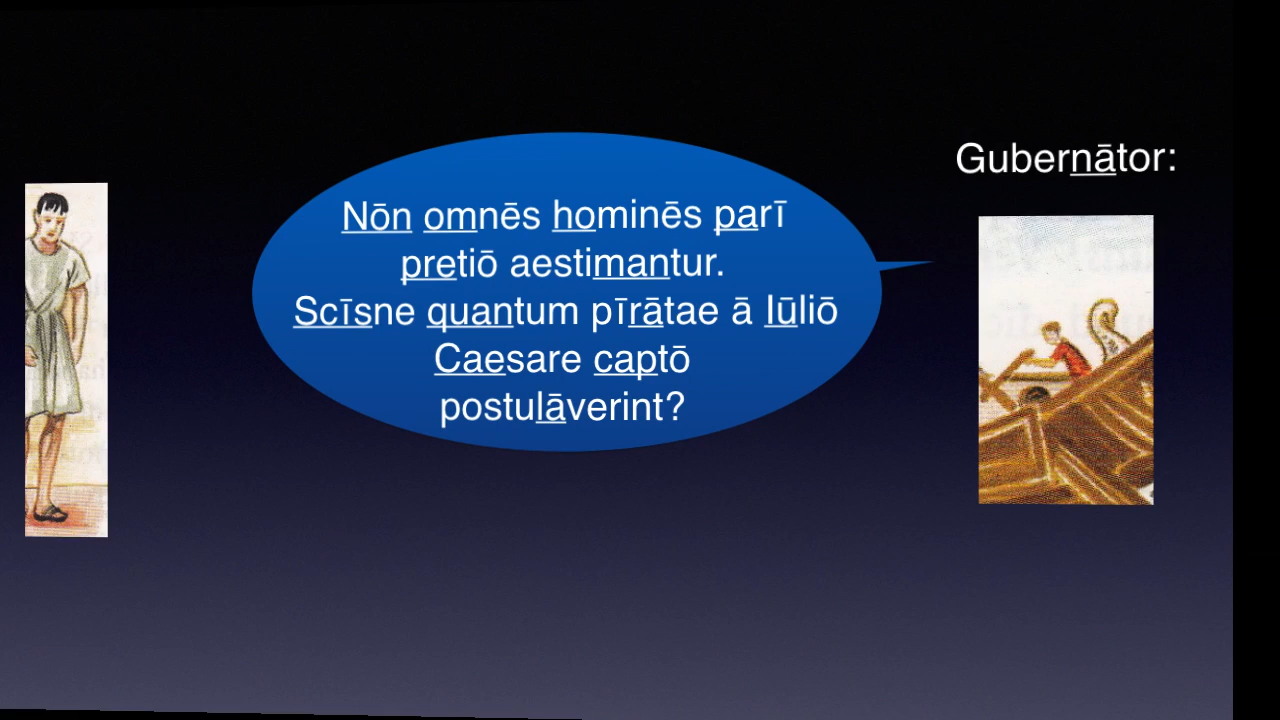 Gubernātor:
Nōn omnēs hominēs parī
pretiō aestimantur.
Scīsne quantum pīrātae ā Iūliō
Caesare captō
postulāverint?